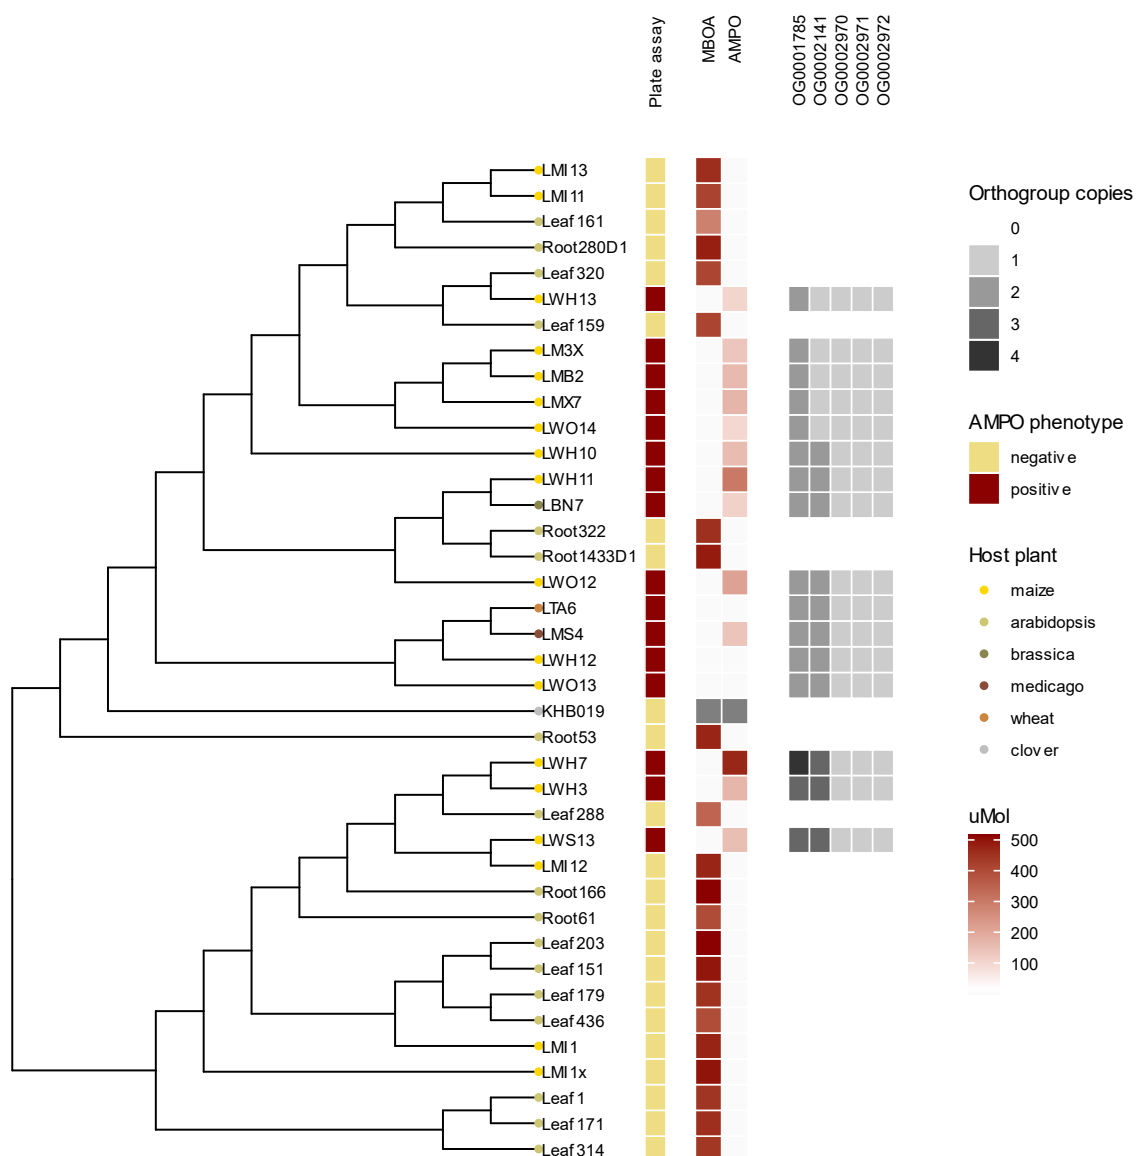 Plate assay
MBOA
AMPO
OG0001785
OG0002141
OG0002970
OG0002971
OG0002972
LMI13
LMI11
Leaf161
Root280D1
Leaf320
LWH13
Leaf159
LM3X
LMB2
LMX7
LWO14
LWH10
LWH11
LBN7
Root322
Root1433D1
LWO12
LTA6
LMS4
LWH12
LWO13
KHB019
Root53
LWH7
LWH3
Leaf288
LWS13
LMI12
Root166
Root61
Leaf203
Leaf151
Leaf179
Leaf436
LMI1
LMI1x
Leaf1
Leaf171
Leaf314
Orthogroup copies
0
1
2
3
4
AMPO phenotype
negative
positive
Host plant
maize
arabidopsis
brassica
medicago
wheat
clover
uMol
500
400
300
200
100